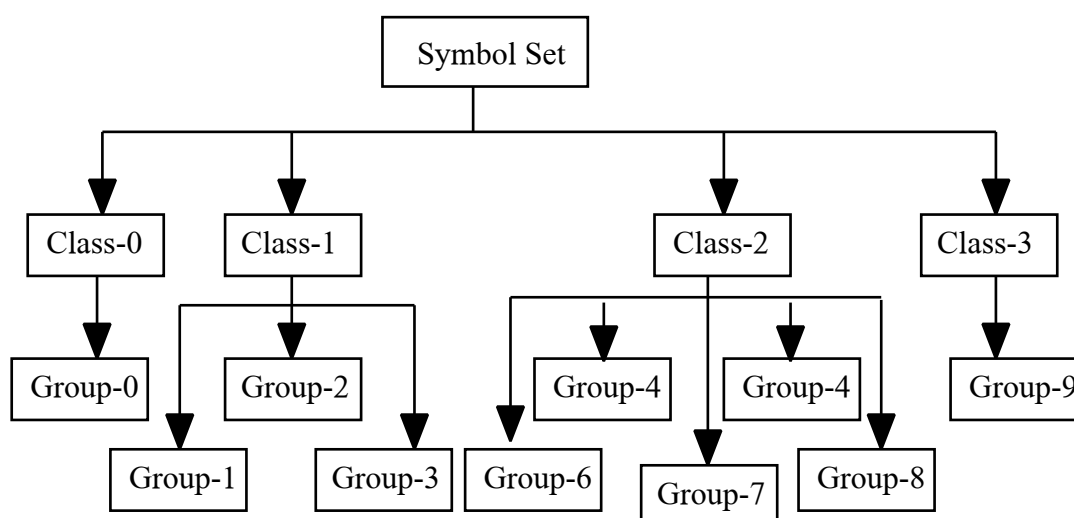 Symbol Set
Class-0 Class-1 Class-2 Class-3
Group-0 Group-2 Group-4 Group-4 Group-9
Group-1 Group-3 Group-6 Group-7 Group-8